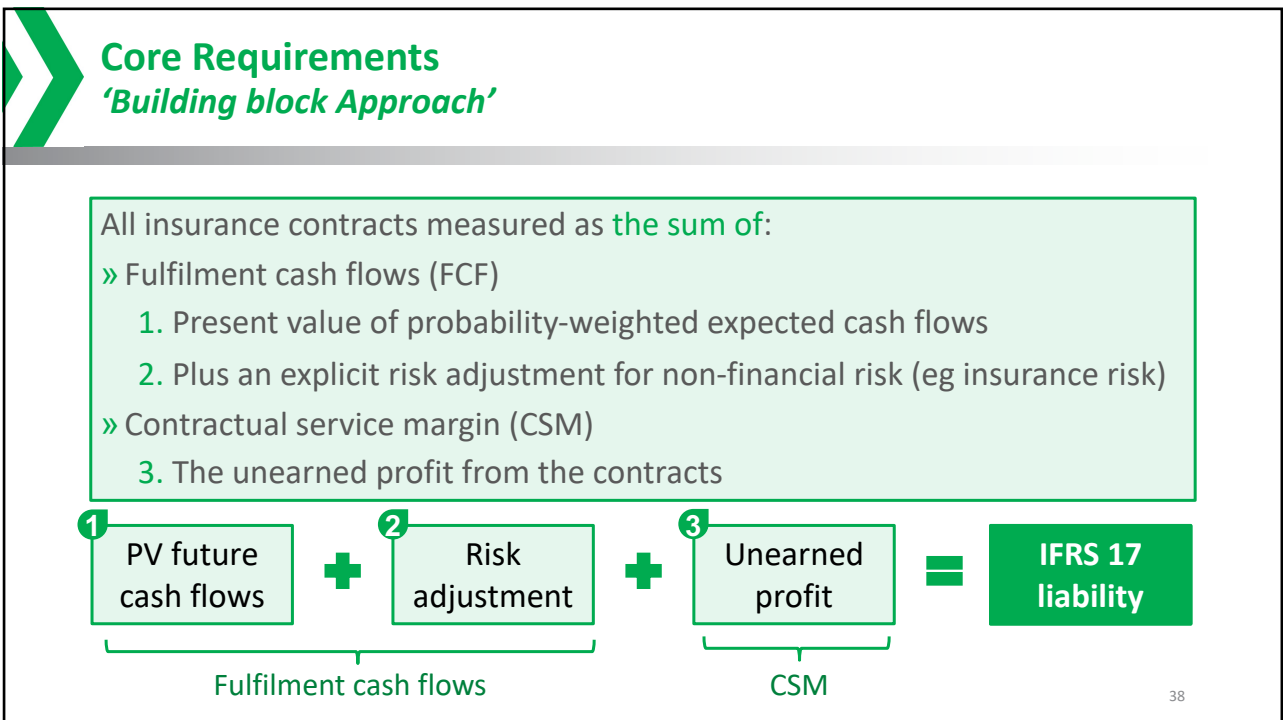 Core Requirements
‘Building block Approach’
All insurance contracts measured as the sum of:
» Fulfilment cash flows (FCF)
1. Present value of probability-weighted expected cash flows
2. Plus an explicit risk adjustment for non-financial risk (eg insurance risk)
» Contractual service margin (CSM)
3. The unearned profit from the contracts
1
PV future
cash flows
2
Risk
adjustment
3
Unearned
profit
IFRS 17
liability
Fulfilment cash flows
CSM
38